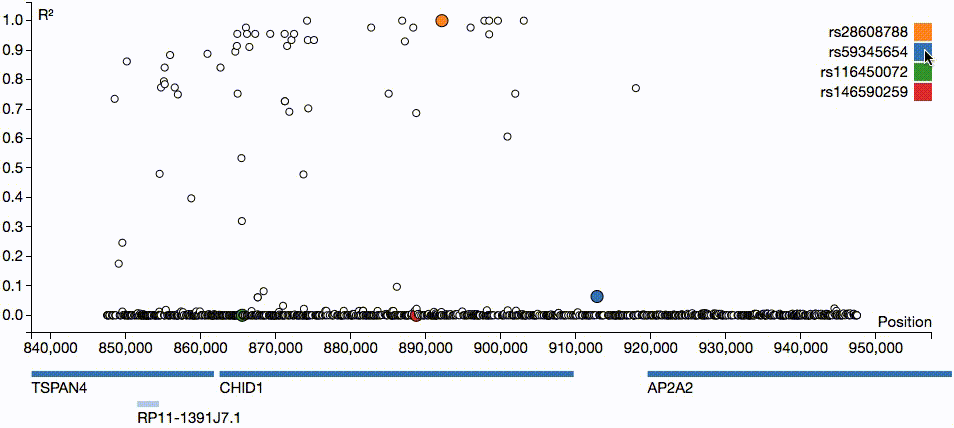 R²
1.0
0.9
0.8
0.7
0.6
0.5
0.4
0.3
0.2
0.1
0.0
rs28608788
rs59345654
rs116450072
rs146590259
Position
840,000 850,000 860,000 870,000 880,000 890,000 900,000 910,000 920,000 930,000 940,000 950,000
TSPAN4 CHID1 AP2A2
RP11-1391J7.1